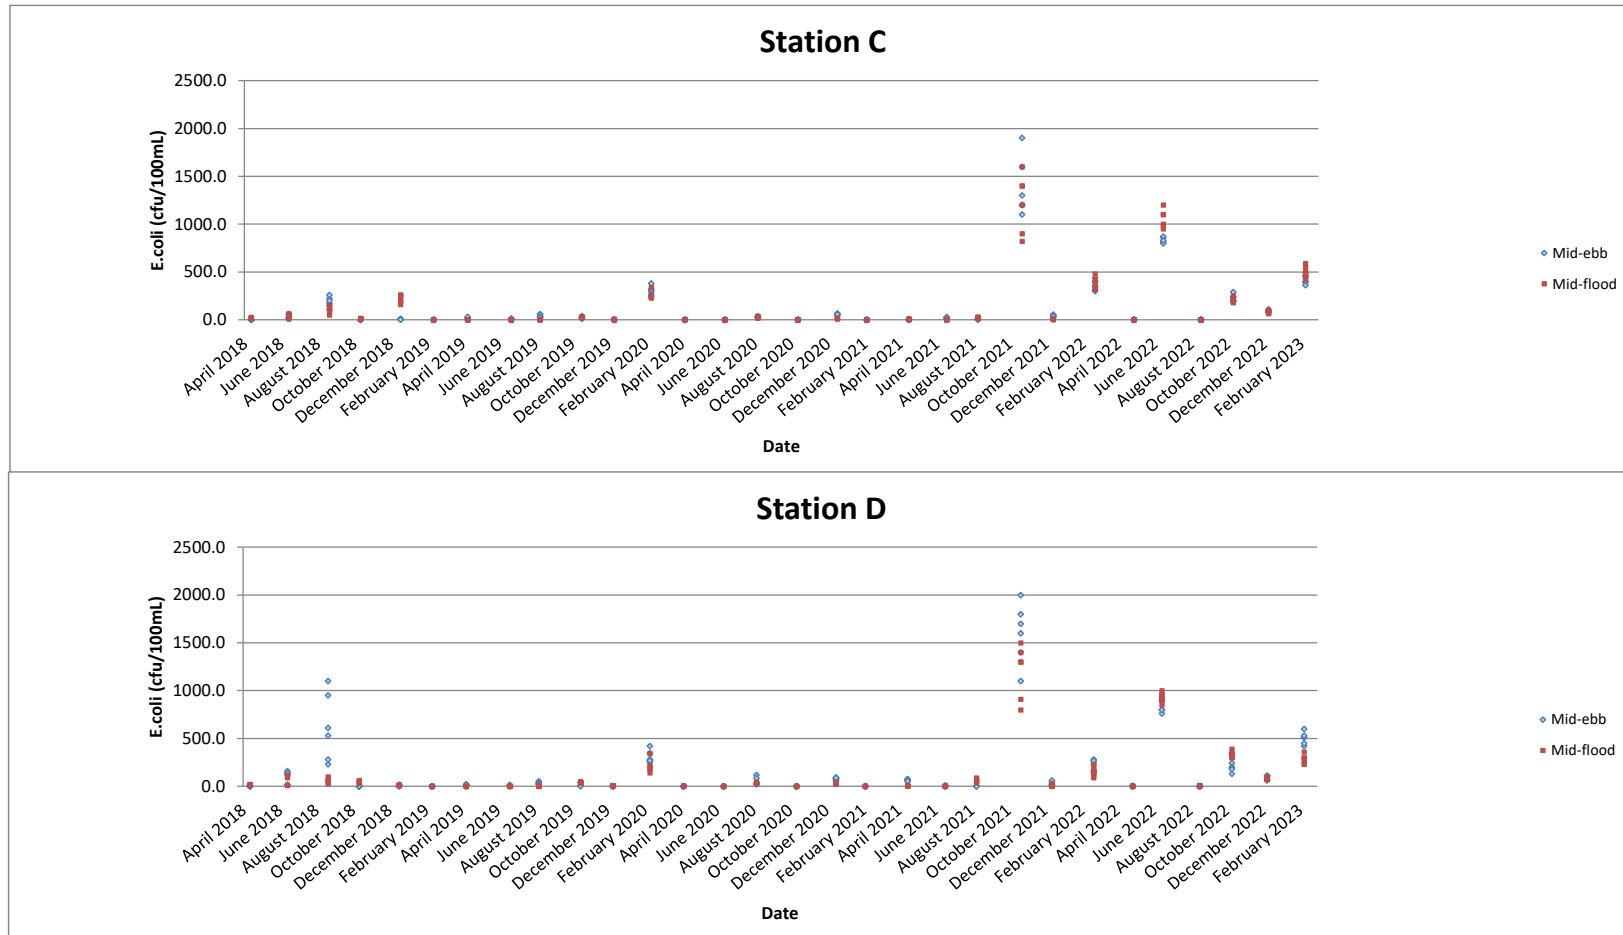 Station C
2500.0
2000.0
1500.0
1000.0
500.0
0.0
E.coli (cfu/100mL)
April 2018
June 2018
August 2018
October 2018
December 2018
February 2019
April 2019
June 2019
August 2019
October 2019
December 2019
February 2020
April 2020
June 2020
August 2020
October 2020
December 2020
February 2021
April 2021
June 2021
August 2021
October 2021
December 2021
February 2022
April 2022
June 2022
August 2022
October 2022
December 2022
February 2023
Date
Mid-ebb
Mid-flood
Station D
2500.0
2000.0
1500.0
1000.0
500.0
0.0
E.coli (cfu/100mL)
April 2018
June 2018
August 2018
October 2018
December 2018
February 2019
April 2019
June 2019
August 2019
October 2019
December 2019
February 2020
April 2020
June 2020
August 2020
October 2020
December 2020
February 2021
April 2021
June 2021
August 2021
October 2021
December 2021
February 2022
April 2022
June 2022
August 2022
October 2022
December 2022
February 2023
Date
Mid-ebb
Mid-flood